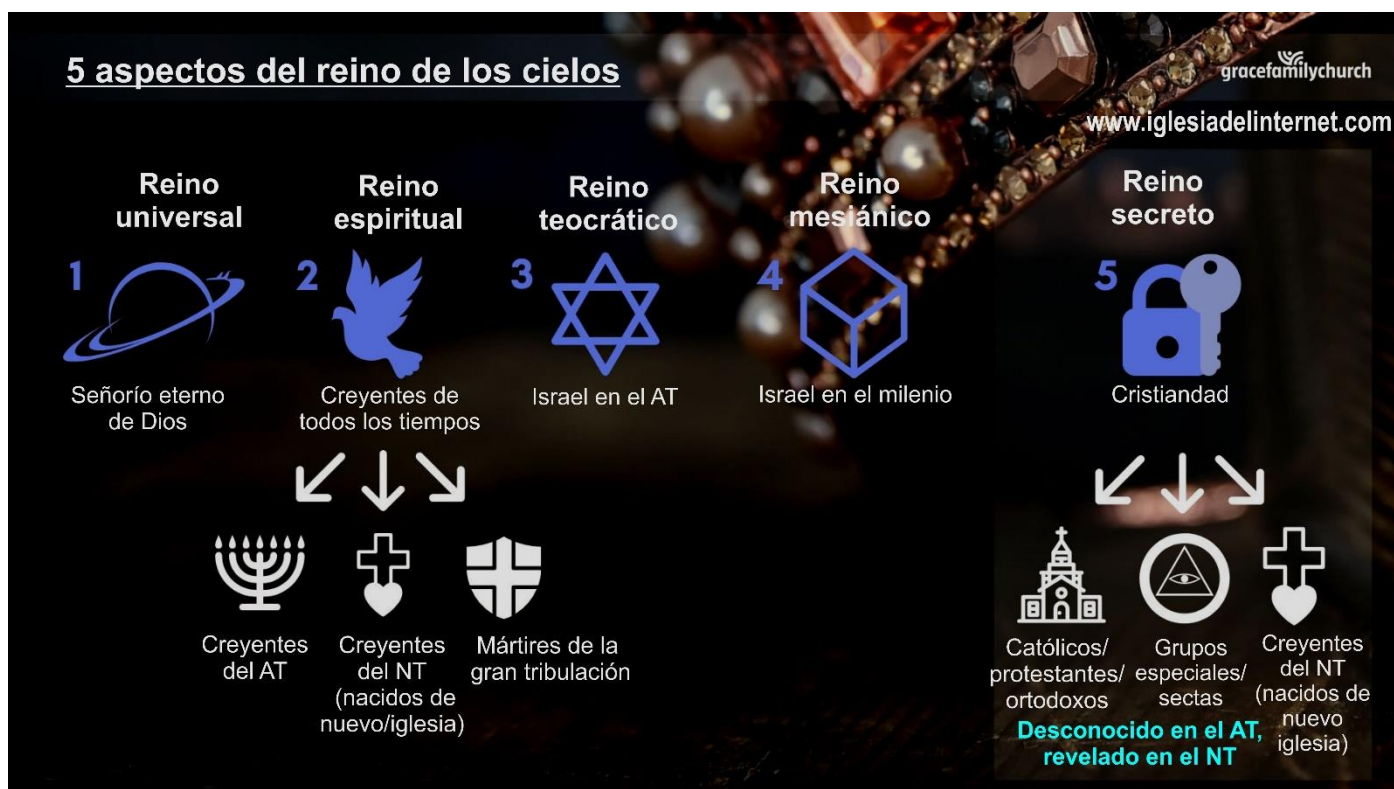 5 aspectos del reino de los cielos
gracefamilychurch
www.iglesiadelinternet.com
Reino
universal
1
Señorío eterno
de Dios
Reino
espiritual
2
Creyentes de
todos los tiempos
Creyentes
del AT
Creyentes
del NT
(nacidos de
nuevo/iglesia)
Mártires de la
gran tribulación
Reino
teocrático
3
Israel en el AT
Reino
mesiánico
4
Israel en el milenio
Reino
secreto
5
Cristiandad
Católicos/
protestantes/
ortodoxos
Grupos
especiales/
sectas
Creyentes
del NT
(nacidos de
nuevo
iglesia)
Desconocido en el AT,
revelado en el NT